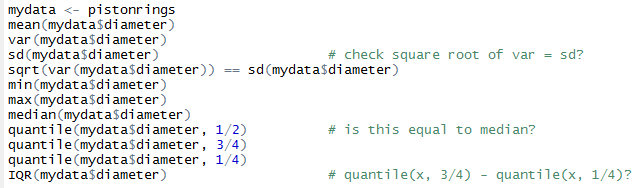 mydata <- pistonrings
mean(mydata$diameter)
var(mydata$diameter)
sd(mydata$diameter) # check square root of var = sd?
sqrt(var(mydata$diameter)) == sd(mydata$diameter)
min(mydata$diameter)
max(mydata$diameter)
median(mydata$diameter)
quantile(mydata$diameter, 1/2) # is this equal to median?
quantile(mydata$diameter, 3/4)
quantile(mydata$diameter, 1/4)
IQR(mydata$diameter) # quantile(x, 3/4) - quantile(x, 1/4)?